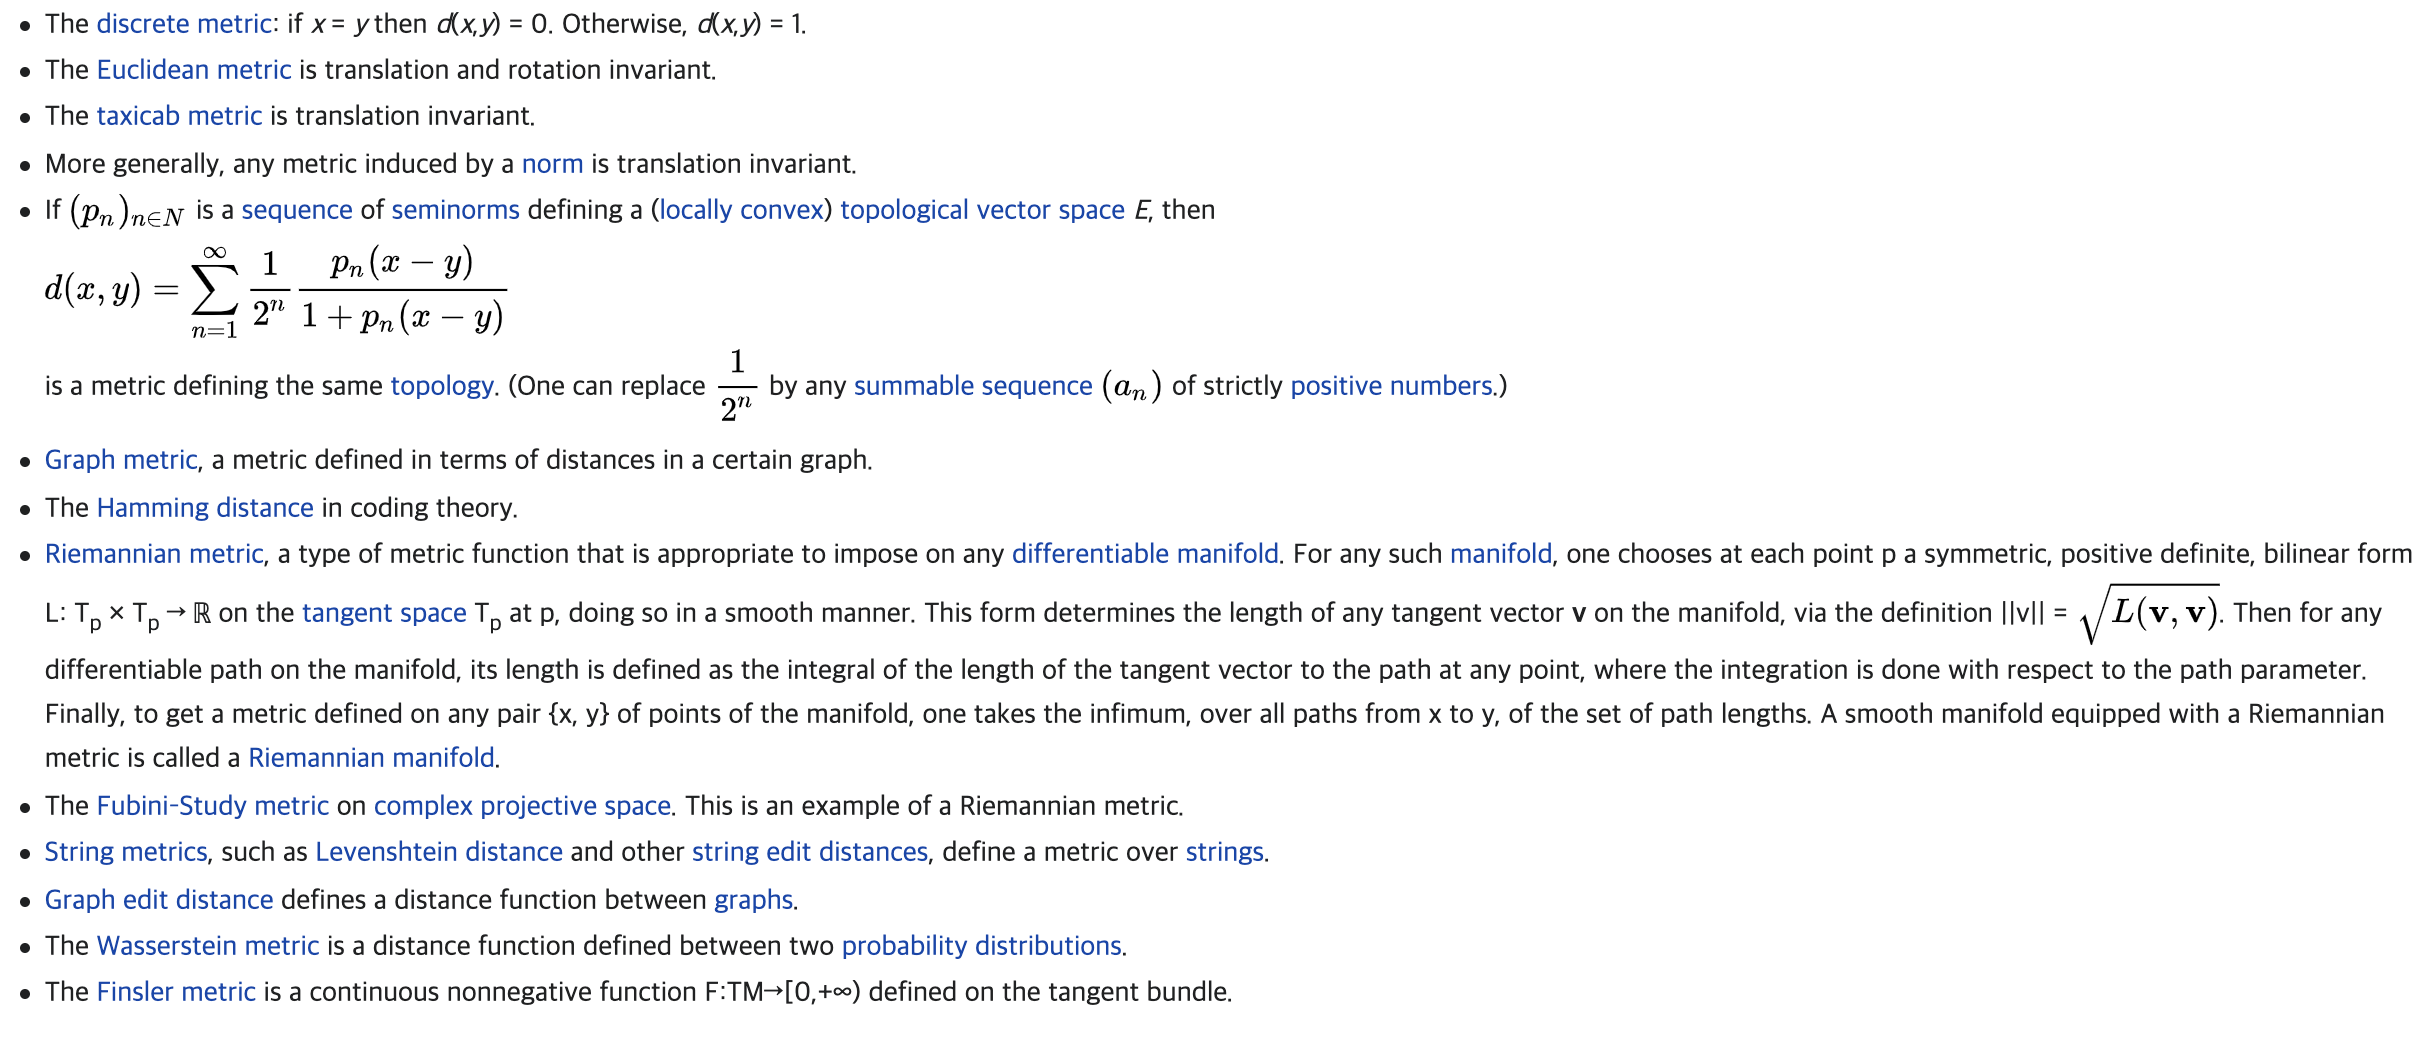 • The discrete metric: if x = y then d(x,y) = 0. Otherwise, d(x,y) = 1.
• The Euclidean metric is translation and rotation invariant.
• The taxicab metric is translation invariant.
• More generally, any metric induced by a norm is translation invariant.
• If (pₙ)ₙ∈N is a sequence of seminorms defining a (locally convex) topological vector space E, then
d(x, y) = ∑_{n=1}^{∞} \frac{1}{2^n} \frac{p_n(x − y)}{1 + p_n(x − y)}
is a metric defining the same topology. (One can replace \frac{1}{2^n} by any summable sequence (aₙ) of strictly positive numbers.)
• Graph metric, a metric defined in terms of distances in a certain graph.
• The Hamming distance in coding theory.
• Riemannian metric, a type of metric function that is appropriate to impose on any differentiable manifold. For any such manifold, one chooses at each point p a symmetric, positive definite, bilinear form
L: Tₚ × Tₚ → ℝ on the tangent space Tₚ at p, doing so in a smooth manner. This form determines the length of any tangent vector v on the manifold, via the definition ||v|| = √L(v, v). Then for any
differentiable path on the manifold, its length is defined as the integral of the length of the tangent vector to the path at any point, where the integration is done with respect to the path parameter.
Finally, to get a metric defined on any pair {x, y} of points of the manifold, one takes the infimum, over all paths from x to y, of the set of path lengths. A smooth manifold equipped with a Riemannian
metric is called a Riemannian manifold.
• The Fubini-Study metric on complex projective space. This is an example of a Riemannian metric.
• String metrics, such as Levenshtein distance and other string edit distances, define a metric over strings.
• Graph edit distance defines a distance function between graphs.
• The Wasserstein metric is a distance function defined between two probability distributions.
• The Finsler metric is a continuous nonnegative function F:TM→[0,+∞) defined on the tangent bundle.